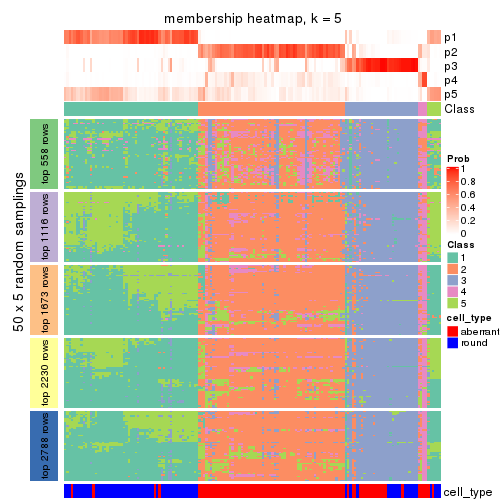 membership heatmap, k = 5
p1
p2
p3
p4
p5
Class
50 x 5 random samplings
top 558 rows
top 1116 rows
top 1673 rows
top 2230 rows
top 2788 rows
Prob
1
0.8
0.6
0.4
0.2
0
Class
1
2
3
4
5
cell_type
aberrant
round
cell_type